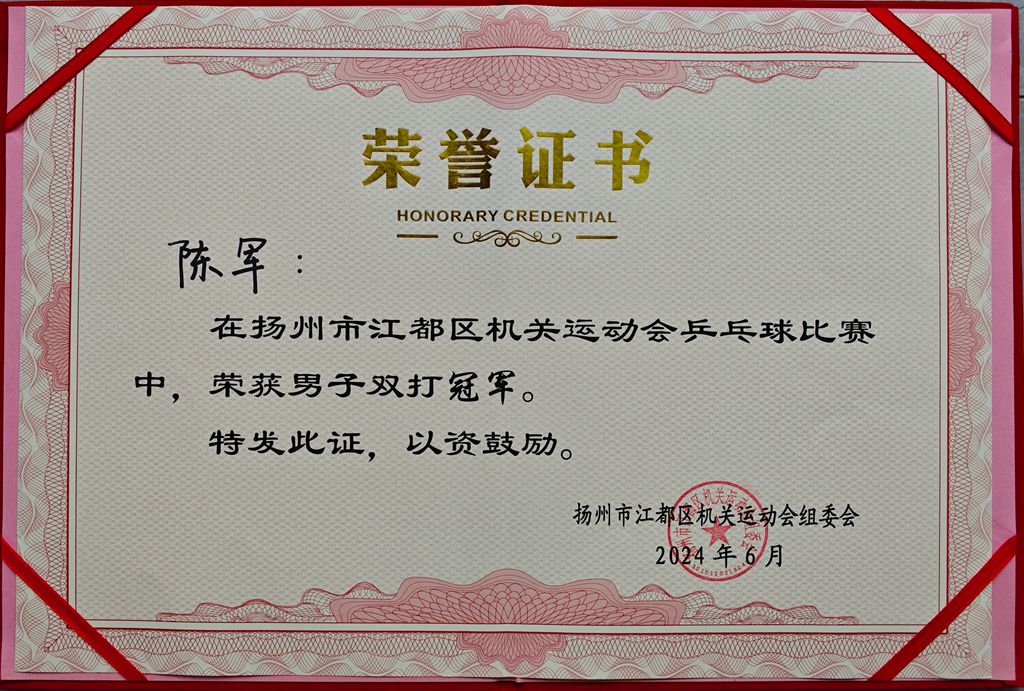 荣誉证书
HONORARY CREDENTIAL
陈军：
在扬州市江都区机关运动会乒乓球比赛
中，荣获男子双打冠军。
特发此证，以资鼓励。
扬州市江都区机关运动会组委会
2024年6月